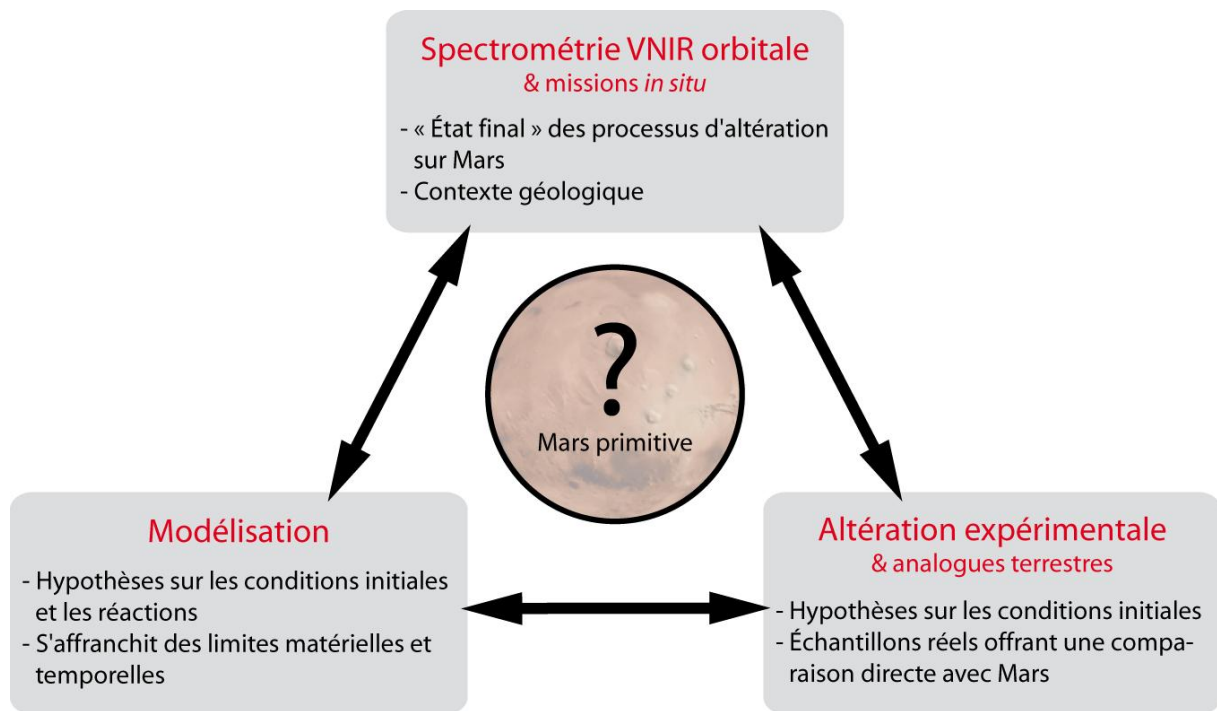 Spectrométrie VNIR orbitale
& missions in situ
- « État final » des processus d'altération
sur Mars
- Contexte géologique
?
Mars primitive
Modélisation
- Hypothèses sur les conditions initiales
et les réactions
- S'affranchit des limites matérielles et
temporelles
Altération expérimentale
& analogues terrestres
- Hypothèses sur les conditions initiales
- Échantillons réels offrant une compa-
raison directe avec Mars